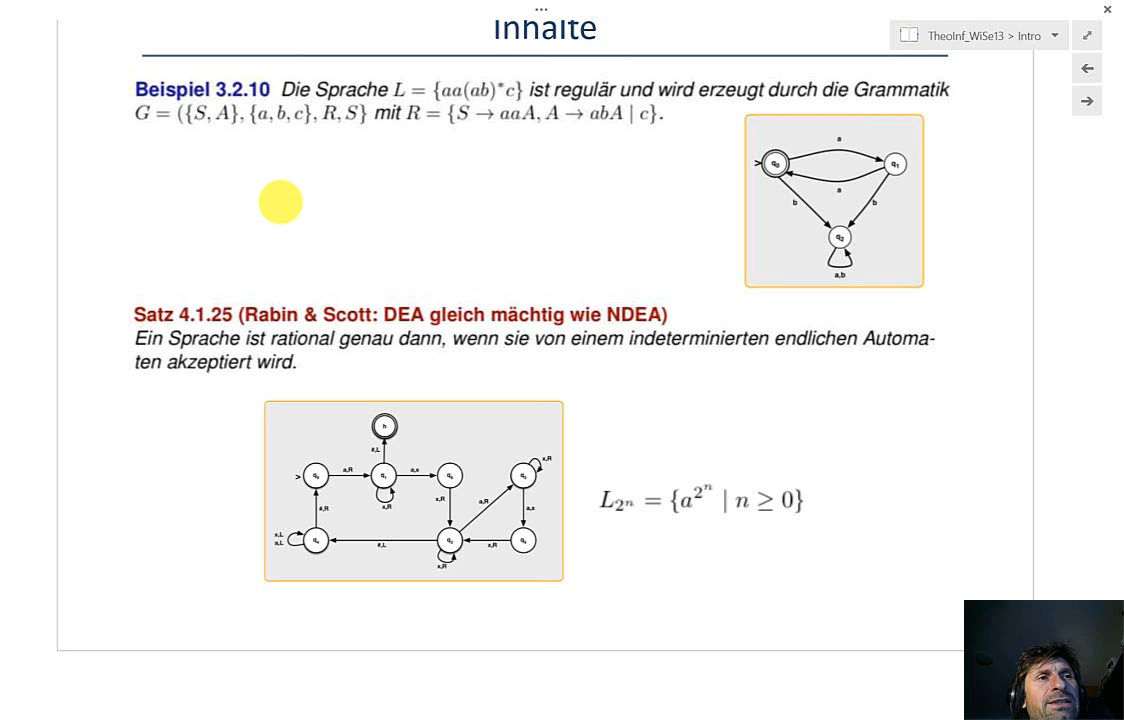 Inhalte
TheoInf_WiSe13 > Intro
Beispiel 3.2.10 Die Sprache L = {aa(ab)*c} ist regulär und wird erzeugt durch die Grammatik
G = ({S, A}, {a, b, c}, R, S} mit R = {S → aaA, A → abA | c}.
a
> q₀
q₁
a
b
b
q₂
a,b
Satz 4.1.25 (Rabin & Scott: DEA gleich mächtig wie NDEA)
Ein Sprache ist rational genau dann, wenn sie von einem indeterminierten endlichen Automa-
ten akzeptiert wird.
h
#,L
x,R
>
a,R
a,x
x,R
x,R
a,R
a,x
#,R
L₂ⁿ = {a^2^n | n ≥ 0}
x,L
a,L
#,L
x,R
x,R